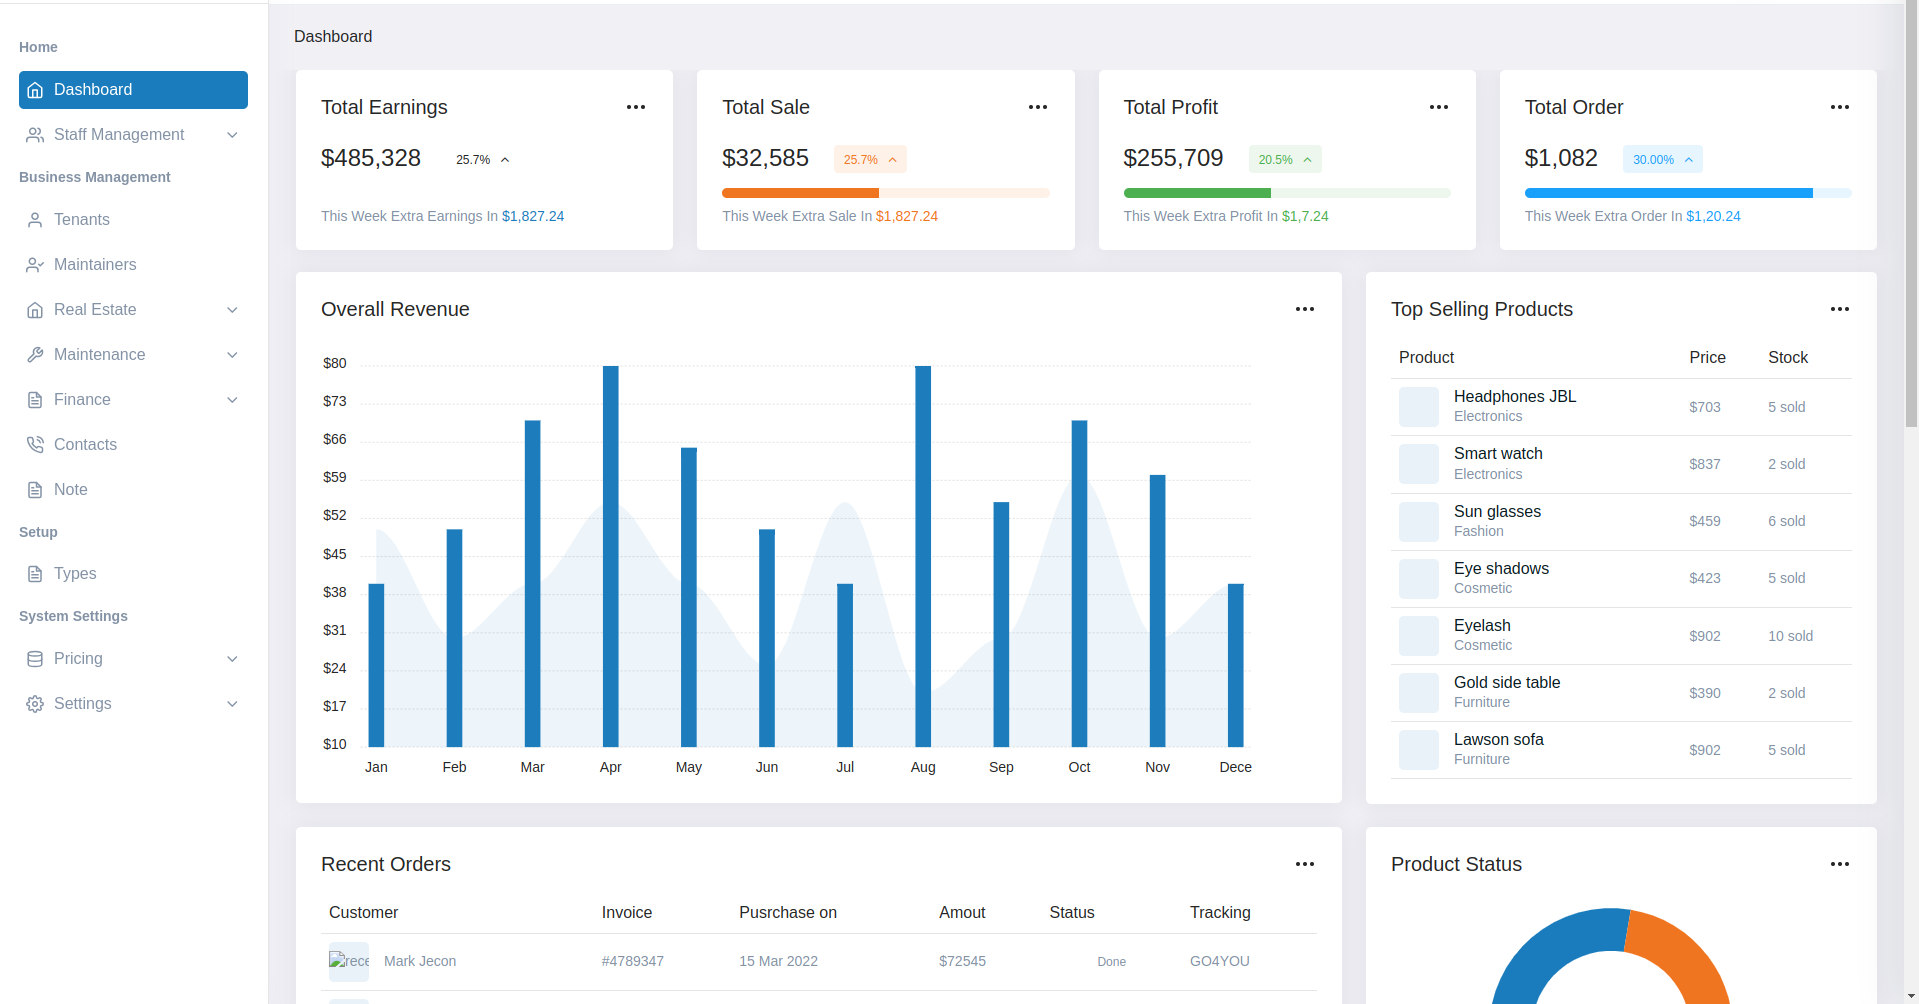 Home
Dashboard
Staff Management
Business Management
Tenants
Maintainers
Real Estate
Maintenance
Finance
Contacts
Note
Setup
Types
System Settings
Pricing
Settings
Dashboard
Total Earnings
$485,328 25.7%
This Week Extra Earnings In $1,827.24
Total Sale
$32,585 25.7%
This Week Extra Sale In $1,827.24
Total Profit
$255,709 20.5%
This Week Extra Profit In $1,7.24
Total Order
$1,082 30.00%
This Week Extra Order In $1,20.24
Overall Revenue
$80
$73
$66
$59
$52
$45
$38
$31
$24
$17
$10
Jan Feb Mar Apr May Jun Jul Aug Sep Oct Nov Dece
Top Selling Products
Product Price Stock
Headphones JBL
Electronics
$703 5 sold
Smart watch
Electronics
$837 2 sold
Sun glasses
Fashion
$459 6 sold
Eye shadows
Cosmetic
$423 5 sold
Eyelash
Cosmetic
$902 10 sold
Gold side table
Furniture
$390 2 sold
Lawson sofa
Furniture
$902 5 sold
Recent Orders
Customer Invoice Pusrchase on Amout Status Tracking
rece Mark Jecon #4789347 15 Mar 2022 $72545 Done GO4YOU
Product Status